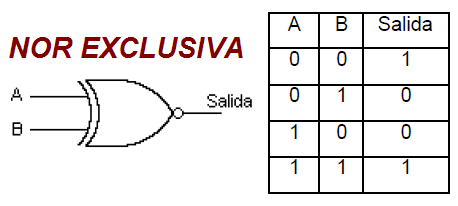 NOR EXCLUSIVA
A
B
Salida
A B Salida
0 0 1
0 1 0
1 0 0
1 1 1